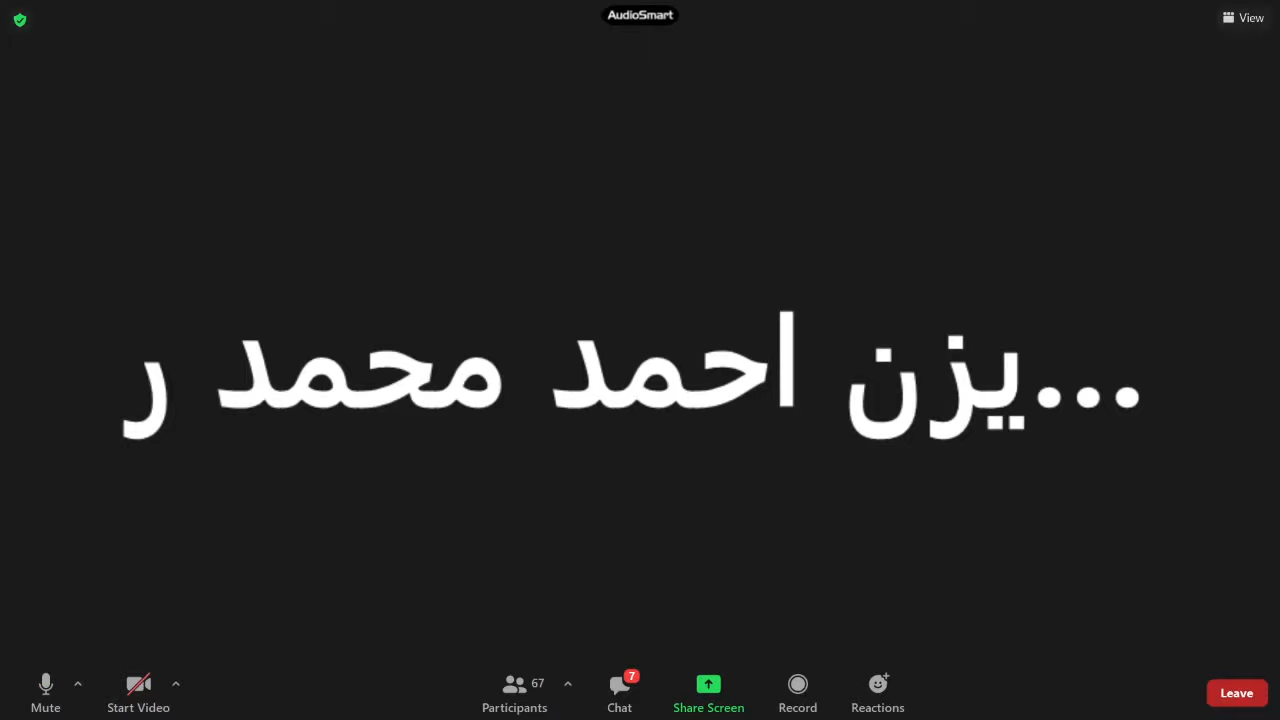 AudioSmart
View
يزن احمد محمد ر...
Mute
Start Video
Participants
67
Chat
7
Share Screen
Record
Reactions
Leave